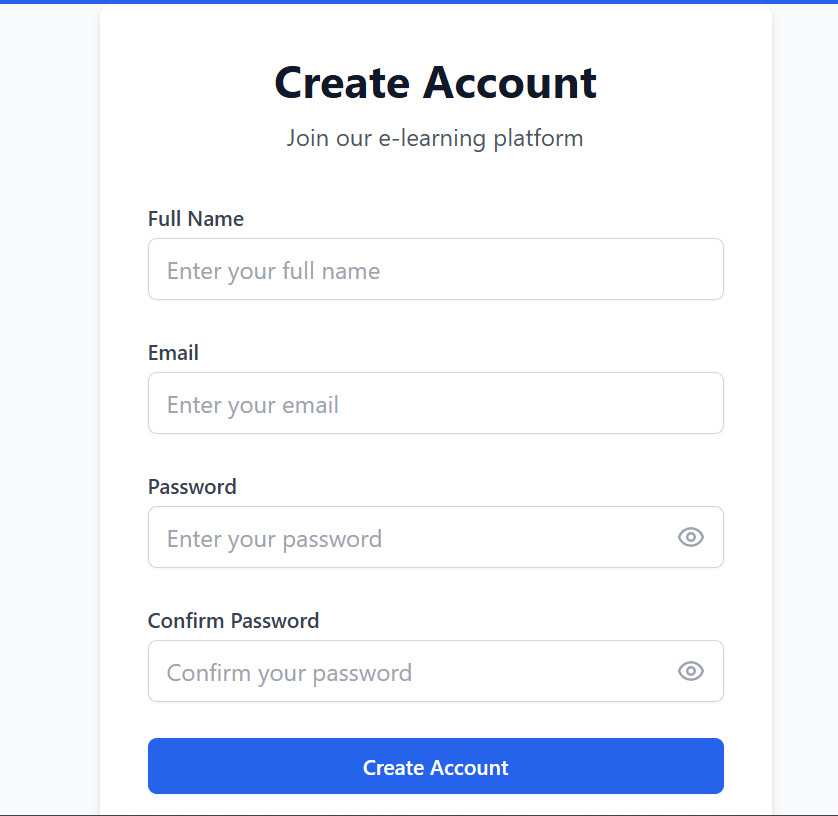 Create Account
Join our e-learning platform
Full Name
Enter your full name
Email
Enter your email
Password
Enter your password
Confirm Password
Confirm your password
Create Account